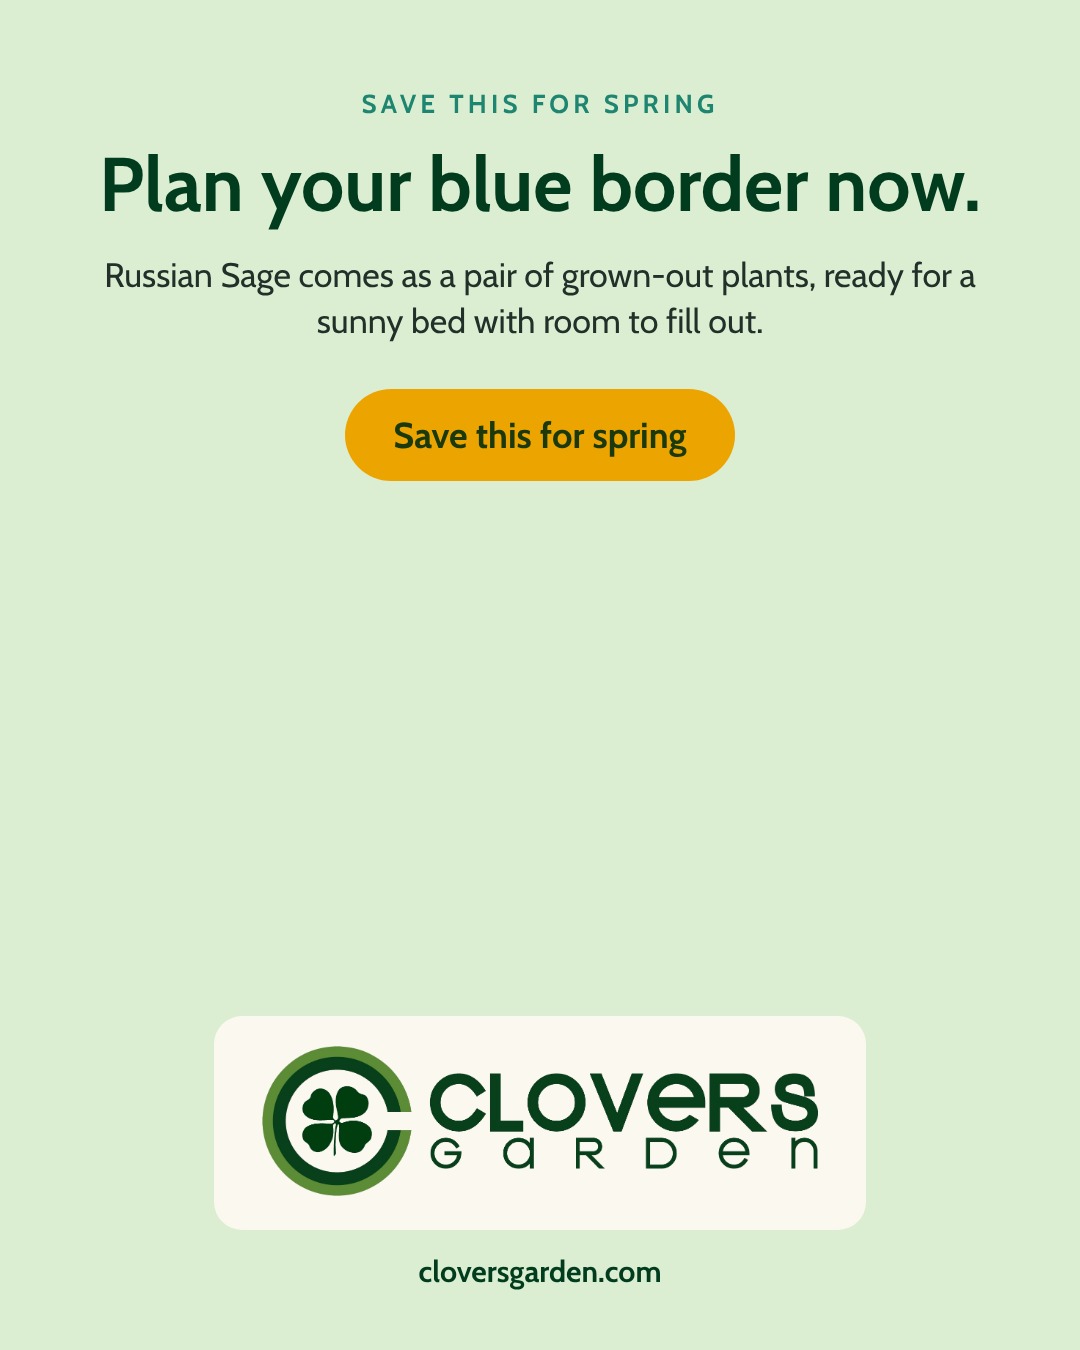 SAVE THIS FOR SPRING
Plan your blue border now.
Russian Sage comes as a pair of grown-out plants, ready for a
sunny bed with room to fill out.
Save this for spring
CLOVERS
GARDEN
cloversgarden.com